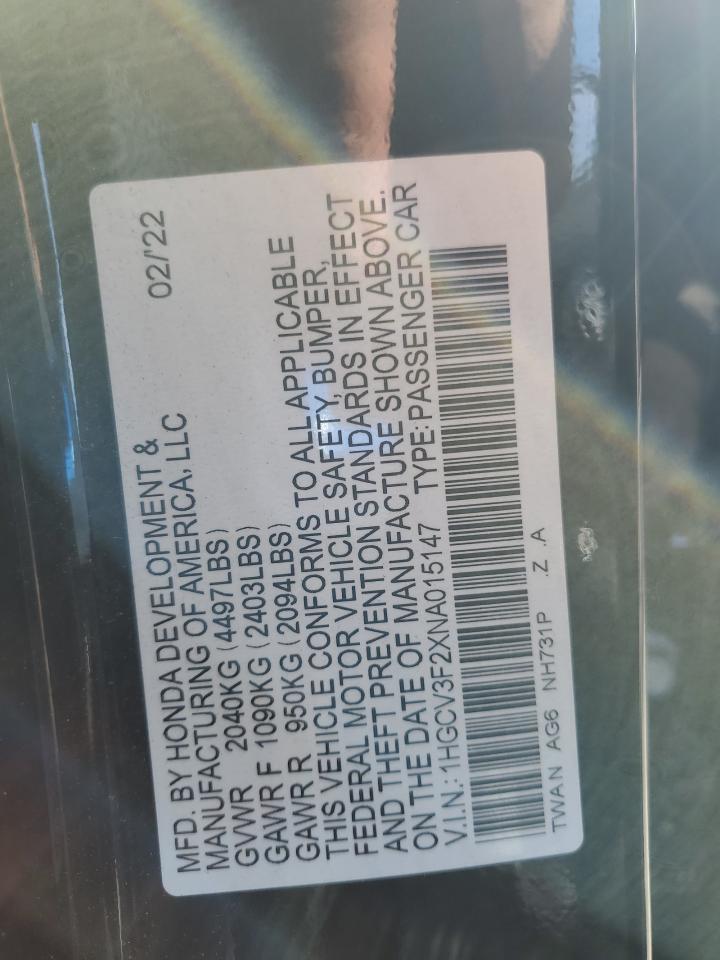 MFD. BY HONDA DEVELOPMENT &
MANUFACTURING OF AMERICA, LLC 02/'22
GVWR 2040KG (4497LBS)
GAWR F 1090KG (2403LBS)
GAWR R 950KG (2094LBS)
THIS VEHICLE CONFORMS TO ALL APPLICABLE
FEDERAL MOTOR VEHICLE SAFETY, BUMPER,
AND THEFT PREVENTION STANDARDS IN EFFECT
ON THE DATE OF MANUFACTURE SHOWN ABOVE.
V.I.N.: 1HGCV3F2XNA015147 TYPE: PASSENGER CAR
TWAN AG6 NH731P .Z .A